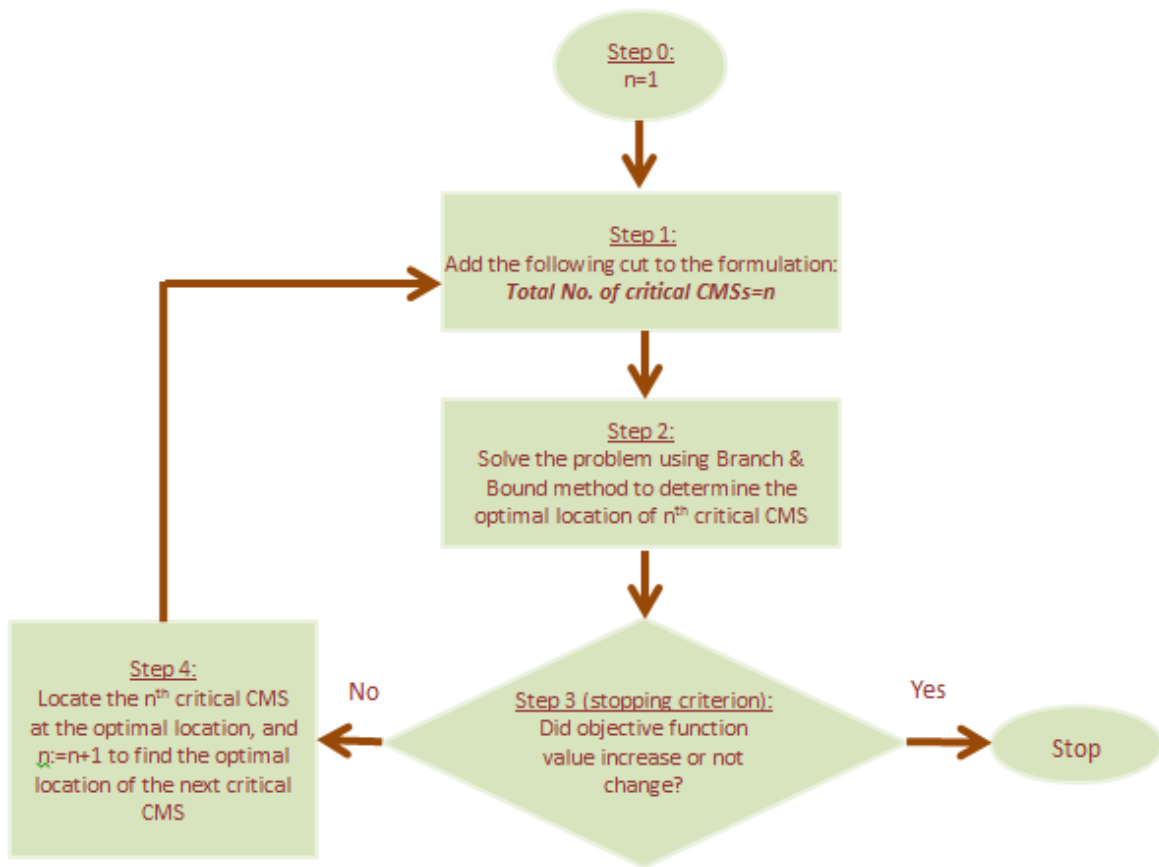 Step 0:
n=1
Step 1:
Add the following cut to the formulation:
Total No. of critical CMSs=n
Step 2:
Solve the problem using Branch &
Bound method to determine the
optimal location of nth critical CMS
Step 3 (stopping criterion):
Did objective function
value increase or not
change?
No
Yes
Step 4:
Locate the nth critical CMS
at the optimal location, and
n:=n+1 to find the optimal
location of the next critical
CMS
Stop